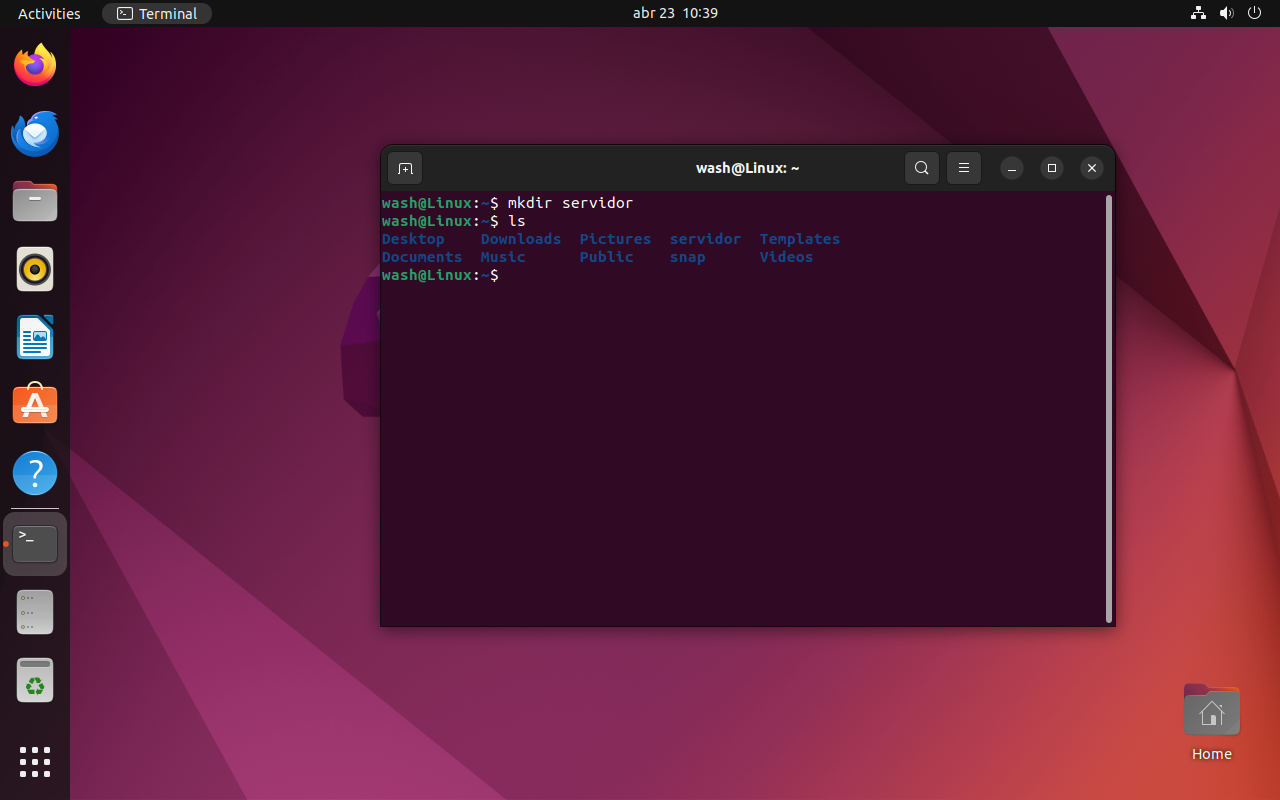 Activities
Terminal
abr 23 10:39
wash@Linux: ~
wash@Linux:~$ mkdir servidor
wash@Linux:~$ ls
Desktop Downloads Pictures servidor Templates
Documents Music Public snap Videos
wash@Linux:~$
Home